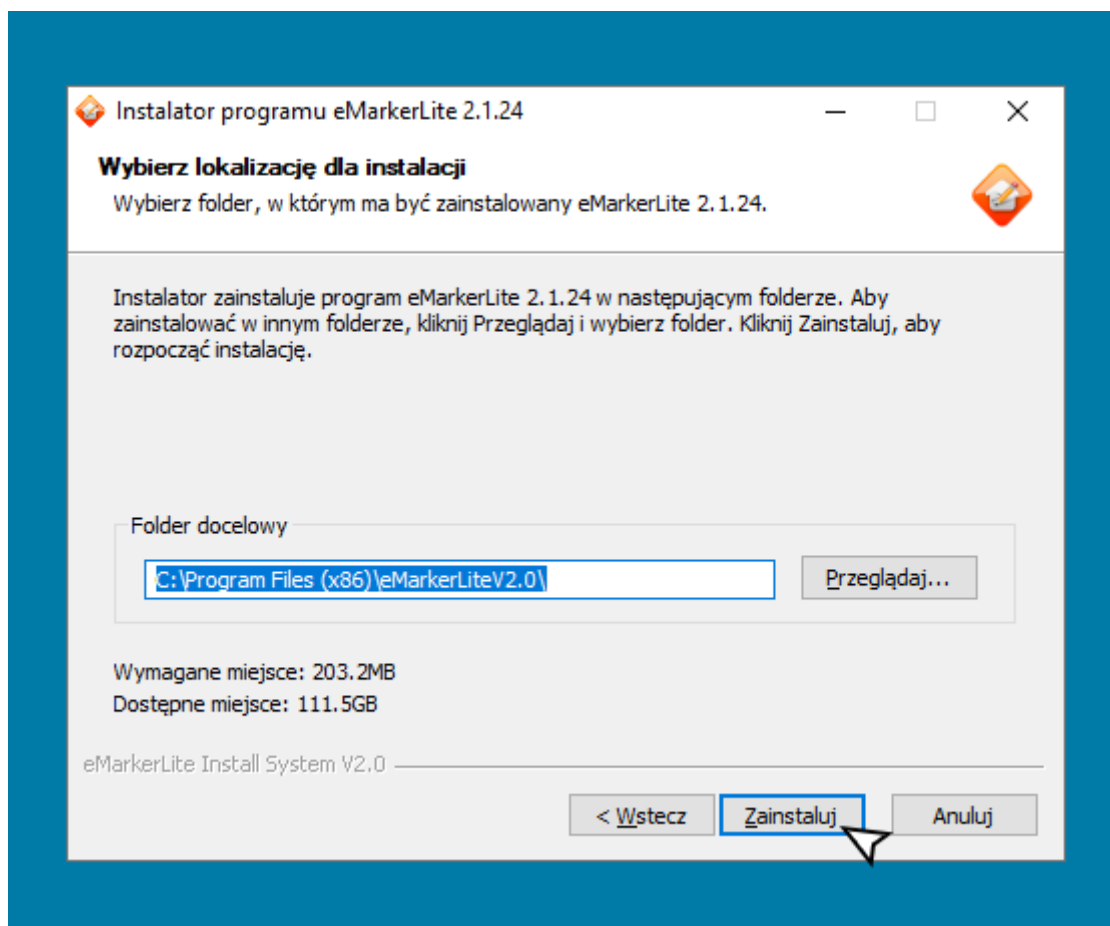 Instalator programu eMarkerLite 2.1.24
Wybierz lokalizację dla instalacji
Wybierz folder, w którym ma być zainstalowany eMarkerLite 2.1.24.
Instalator zainstaluje program eMarkerLite 2.1.24 w następującym folderze. Aby
zainstalować w innym folderze, kliknij Przeglądaj i wybierz folder. Kliknij Zainstaluj, aby
rozpocząć instalację.
Folder docelowy
C:\Program Files (x86)\eMarkerLiteV2.0\
Przeglądaj...
Wymagane miejsce: 203.2MB
Dostępne miejsce: 111.5GB
eMarkerLite Install System V2.0
< Wstecz
Zainstaluj
Anuluj